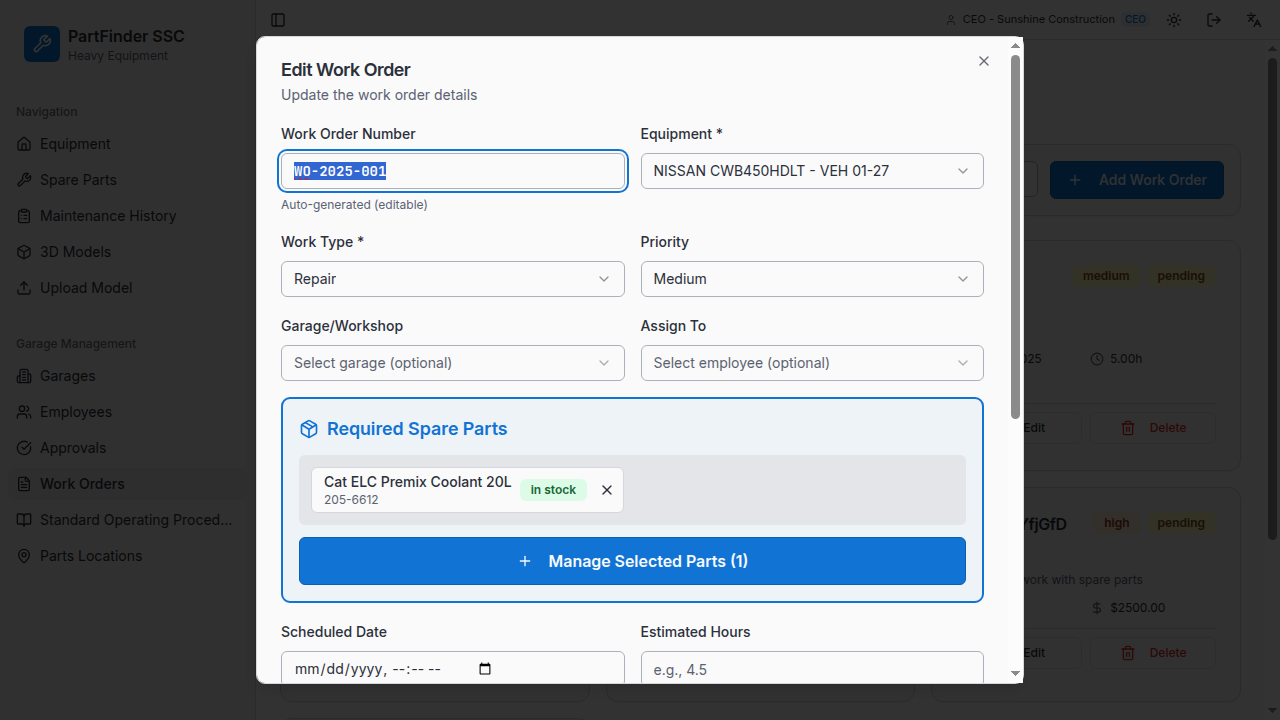 PartFinder SSC
Heavy Equipment
CEO - Sunshine Construction CEO
Navigation
Equipment
Spare Parts
Maintenance History
3D Models
Upload Model
Garage Management
Garages
Employees
Approvals
Work Orders
Standard Operating Proced...
Parts Locations
Edit Work Order
Update the work order details
Work Order Number
Equipment *
WO-2025-001
NISSAN CWB450HDLT - VEH 01-27
Auto-generated (editable)
Work Type *
Priority
Repair
Medium
Garage/Workshop
Assign To
Select garage (optional)
Select employee (optional)
Required Spare Parts
Cat ELC Premix Coolant 20L
205-6612
in stock
Manage Selected Parts (1)
Scheduled Date
Estimated Hours
mm/dd/yyyy, --:-- --
e.g., 4.5
Add Work Order
medium pending
5.00h
Edit
Delete
high pending
work with spare parts
$2500.00
Edit
Delete